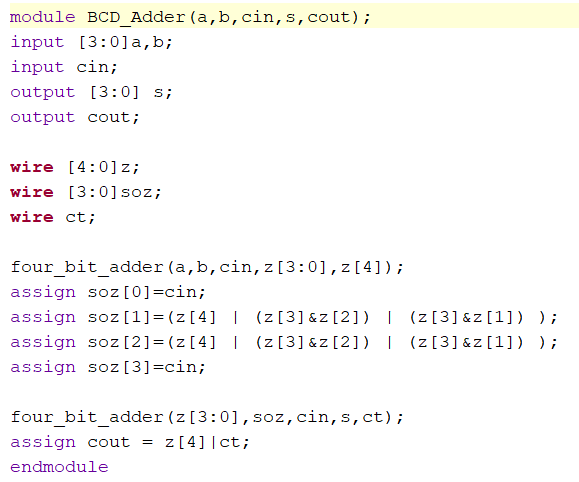 module BCD_Adder(a,b,cin,s,cout);
input [3:0]a,b;
input cin;
output [3:0] s;
output cout;
wire [4:0]z;
wire [3:0]soz;
wire ct;
four_bit_adder(a,b,cin,z[3:0],z[4]);
assign soz[0]=cin;
assign soz[1]=(z[4] | (z[3]&z[2]) | (z[3]&z[1]) );
assign soz[2]=(z[4] | (z[3]&z[2]) | (z[3]&z[1]) );
assign soz[3]=cin;
four_bit_adder(z[3:0],soz,cin,s,ct);
assign cout = z[4]|ct;
endmodule